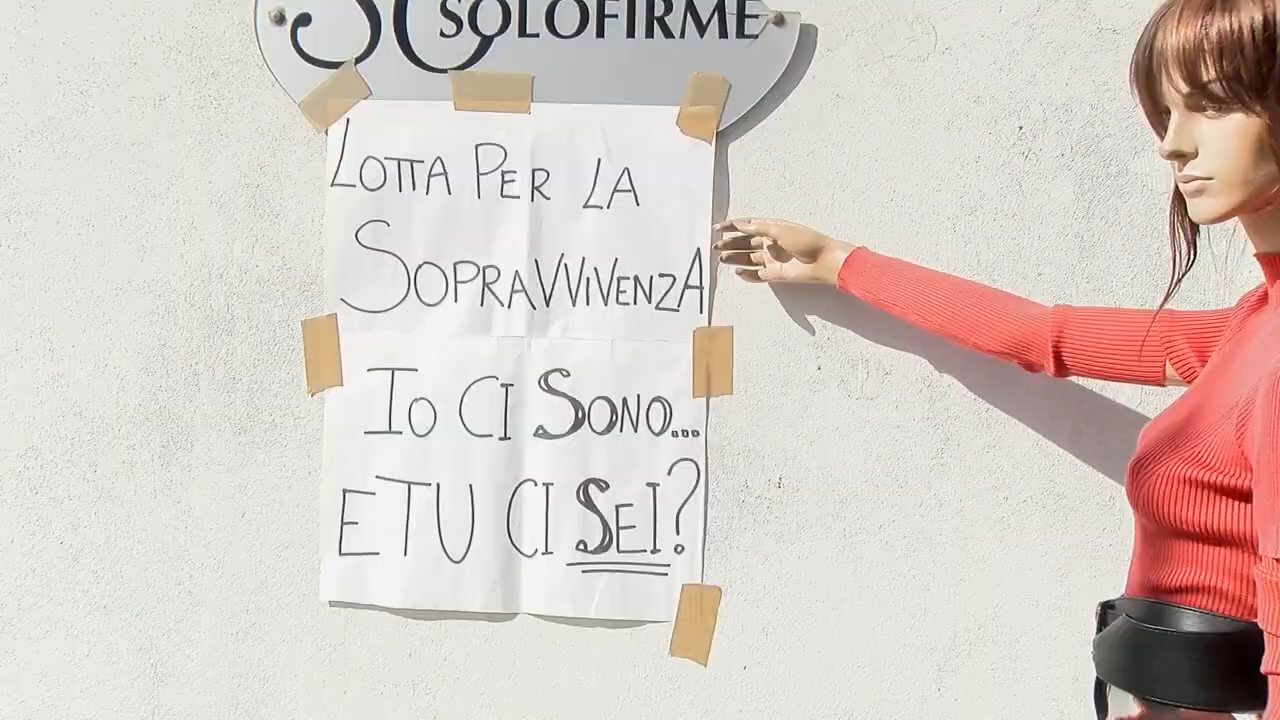 SOLOFIRME
LOTTA PER LA
SOPRAVVIVENZA
IO CI SONO...
E TU CI SEI?